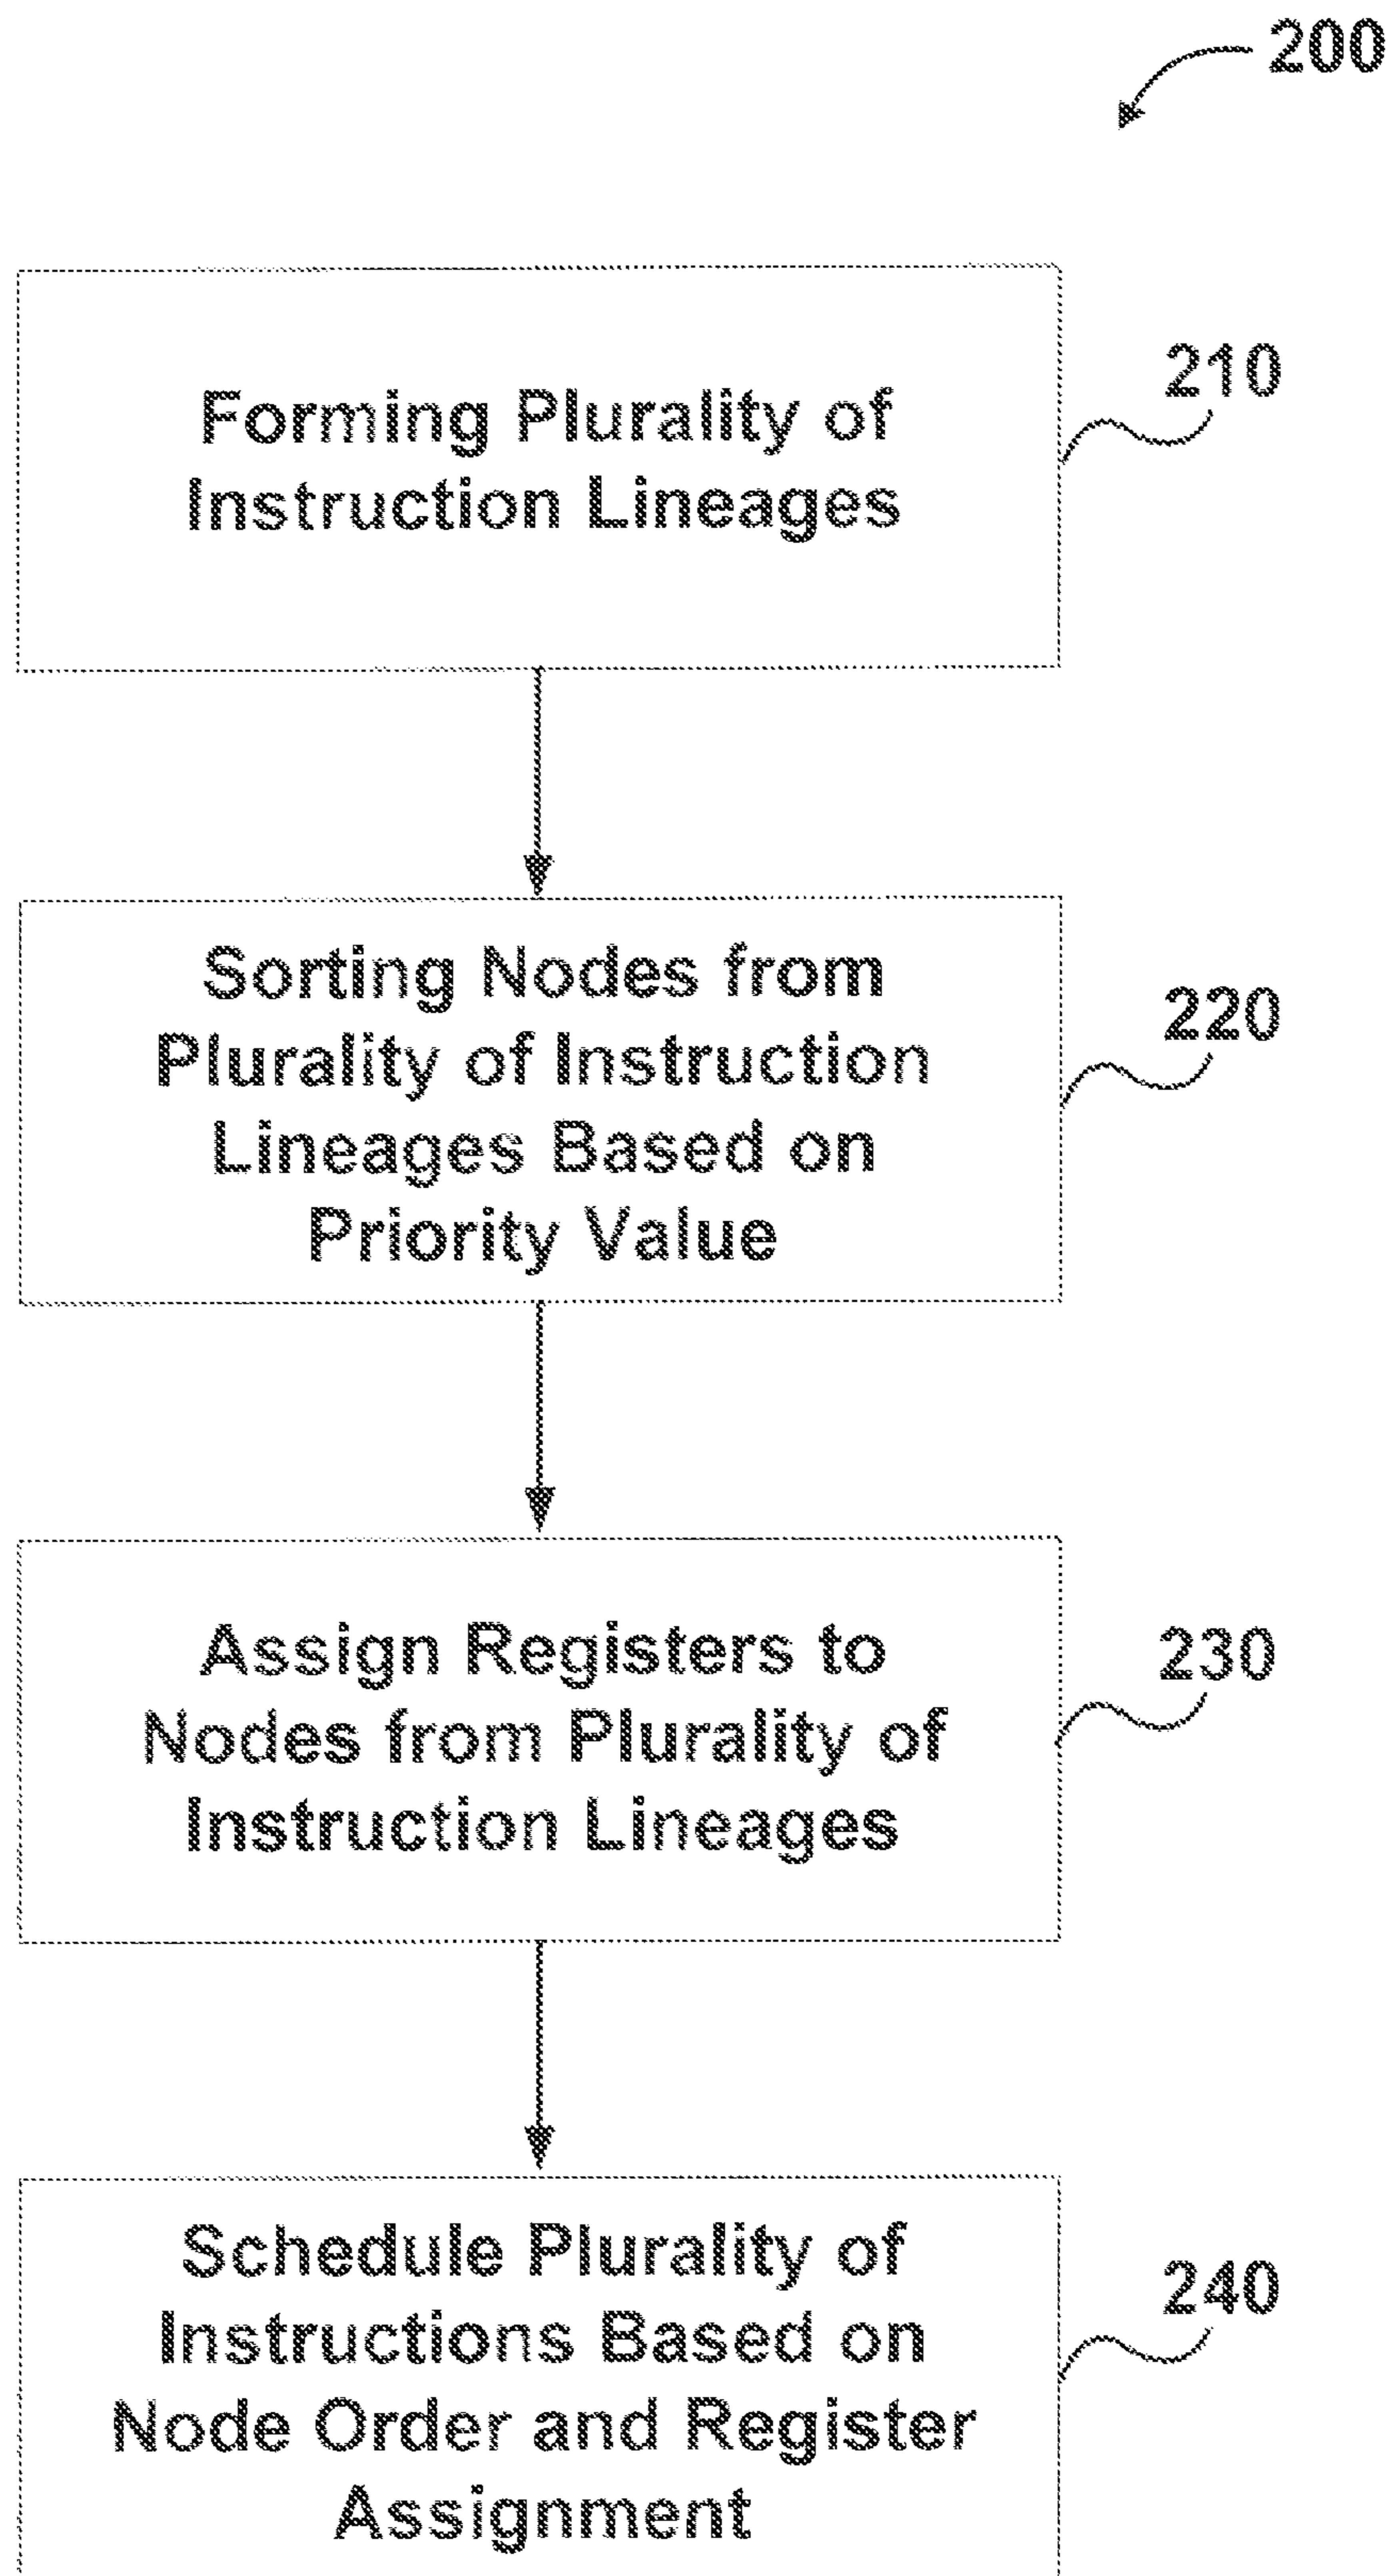 200
Forming Plurality of
Instruction Lineages
210
Sorting Nodes from
Plurality of Instruction
Lineages Based on
Priority Value
220
Assign Registers to
Nodes from Plurality of
Instruction Lineages
230
Schedule Plurality of
Instructions Based on
Node Order and Register
Assignment
240